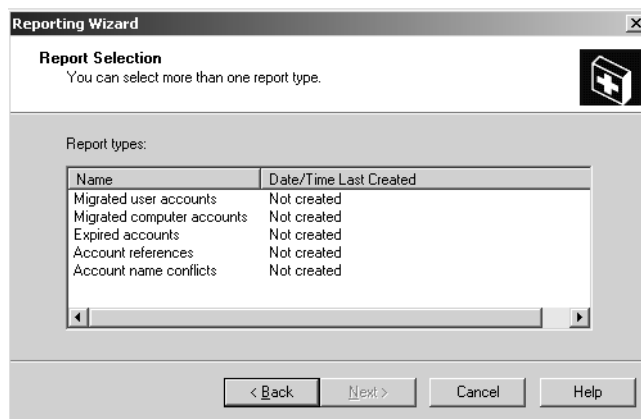 Reporting Wizard
Report Selection
You can select more than one report type.
Report types:
Name Date/Time Last Created
Migrated user accounts Not created
Migrated computer accounts Not created
Expired accounts Not created
Account references Not created
Account name conflicts Not created
< Back Next > Cancel Help